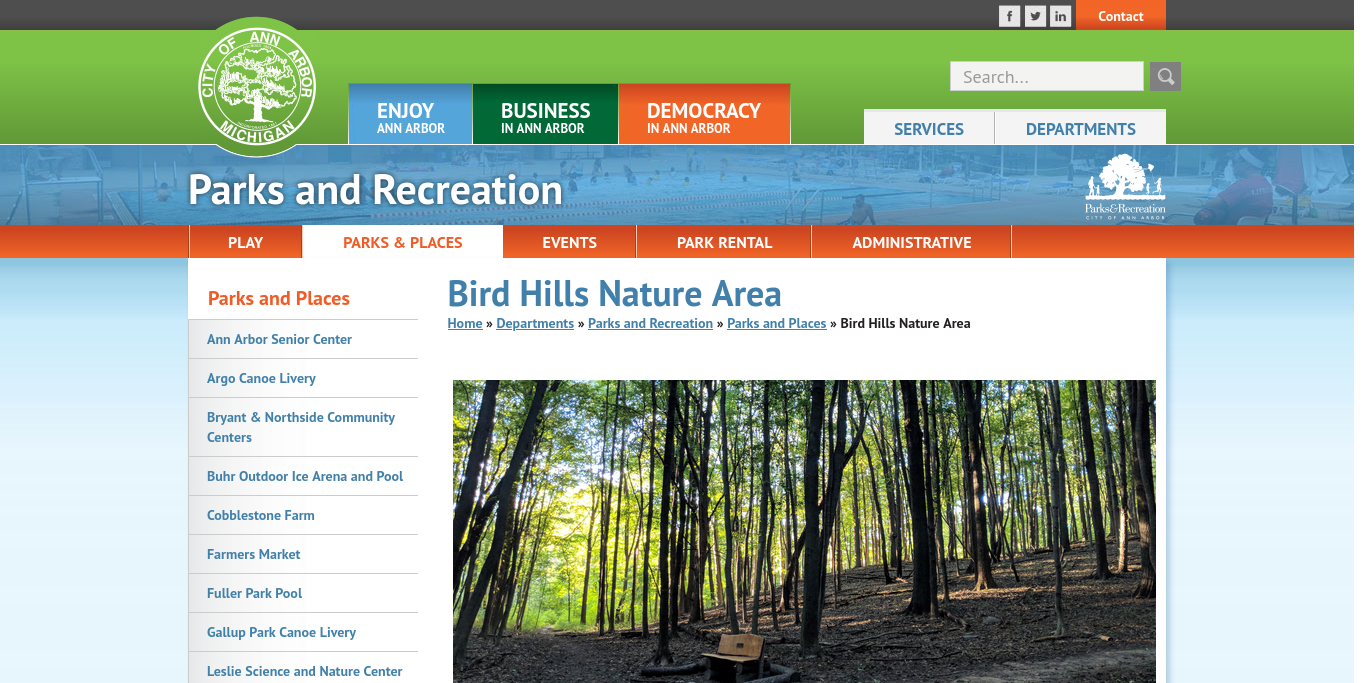 f
in
Contact
CITY OF ANN ARBOR
MICHIGAN
Search...
ENJOY
ANN ARBOR
BUSINESS
IN ANN ARBOR
DEMOCRACY
IN ANN ARBOR
SERVICES
DEPARTMENTS
Parks and Recreation
Parks&Recreation
CITY OF ANN ARBOR
PLAY
PARKS & PLACES
EVENTS
PARK RENTAL
ADMINISTRATIVE
Parks and Places
Ann Arbor Senior Center
Argo Canoe Livery
Bryant & Northside Community
Centers
Buhr Outdoor Ice Arena and Pool
Cobblestone Farm
Farmers Market
Fuller Park Pool
Gallup Park Canoe Livery
Leslie Science and Nature Center
Bird Hills Nature Area
Home » Departments » Parks and Recreation » Parks and Places » Bird Hills Nature Area